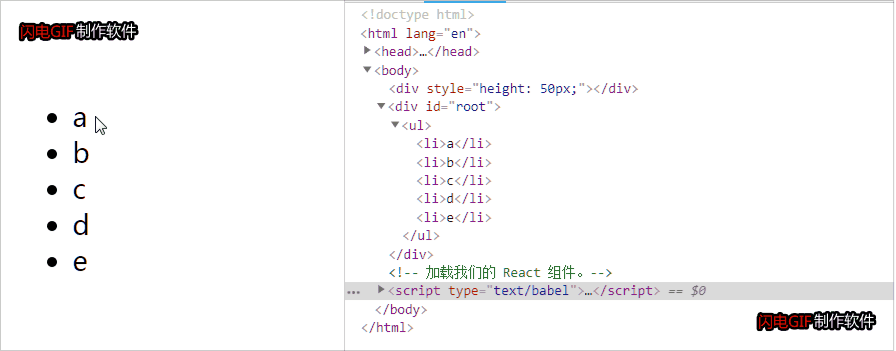 闪电GIF制作软件
a
b
c
d
e
<!doctype html>
<html lang="en">
<head>…</head>
<body>
<div style="height: 50px;"></div>
<div id="root">
<ul>
<li>a</li>
<li>b</li>
<li>c</li>
<li>d</li>
<li>e</li>
</ul>
</div>
<!-- 加载我们的 React 组件。-->
<script type="text/babel">…</script> == $0
</body>
</html>
闪电GIF制作软件